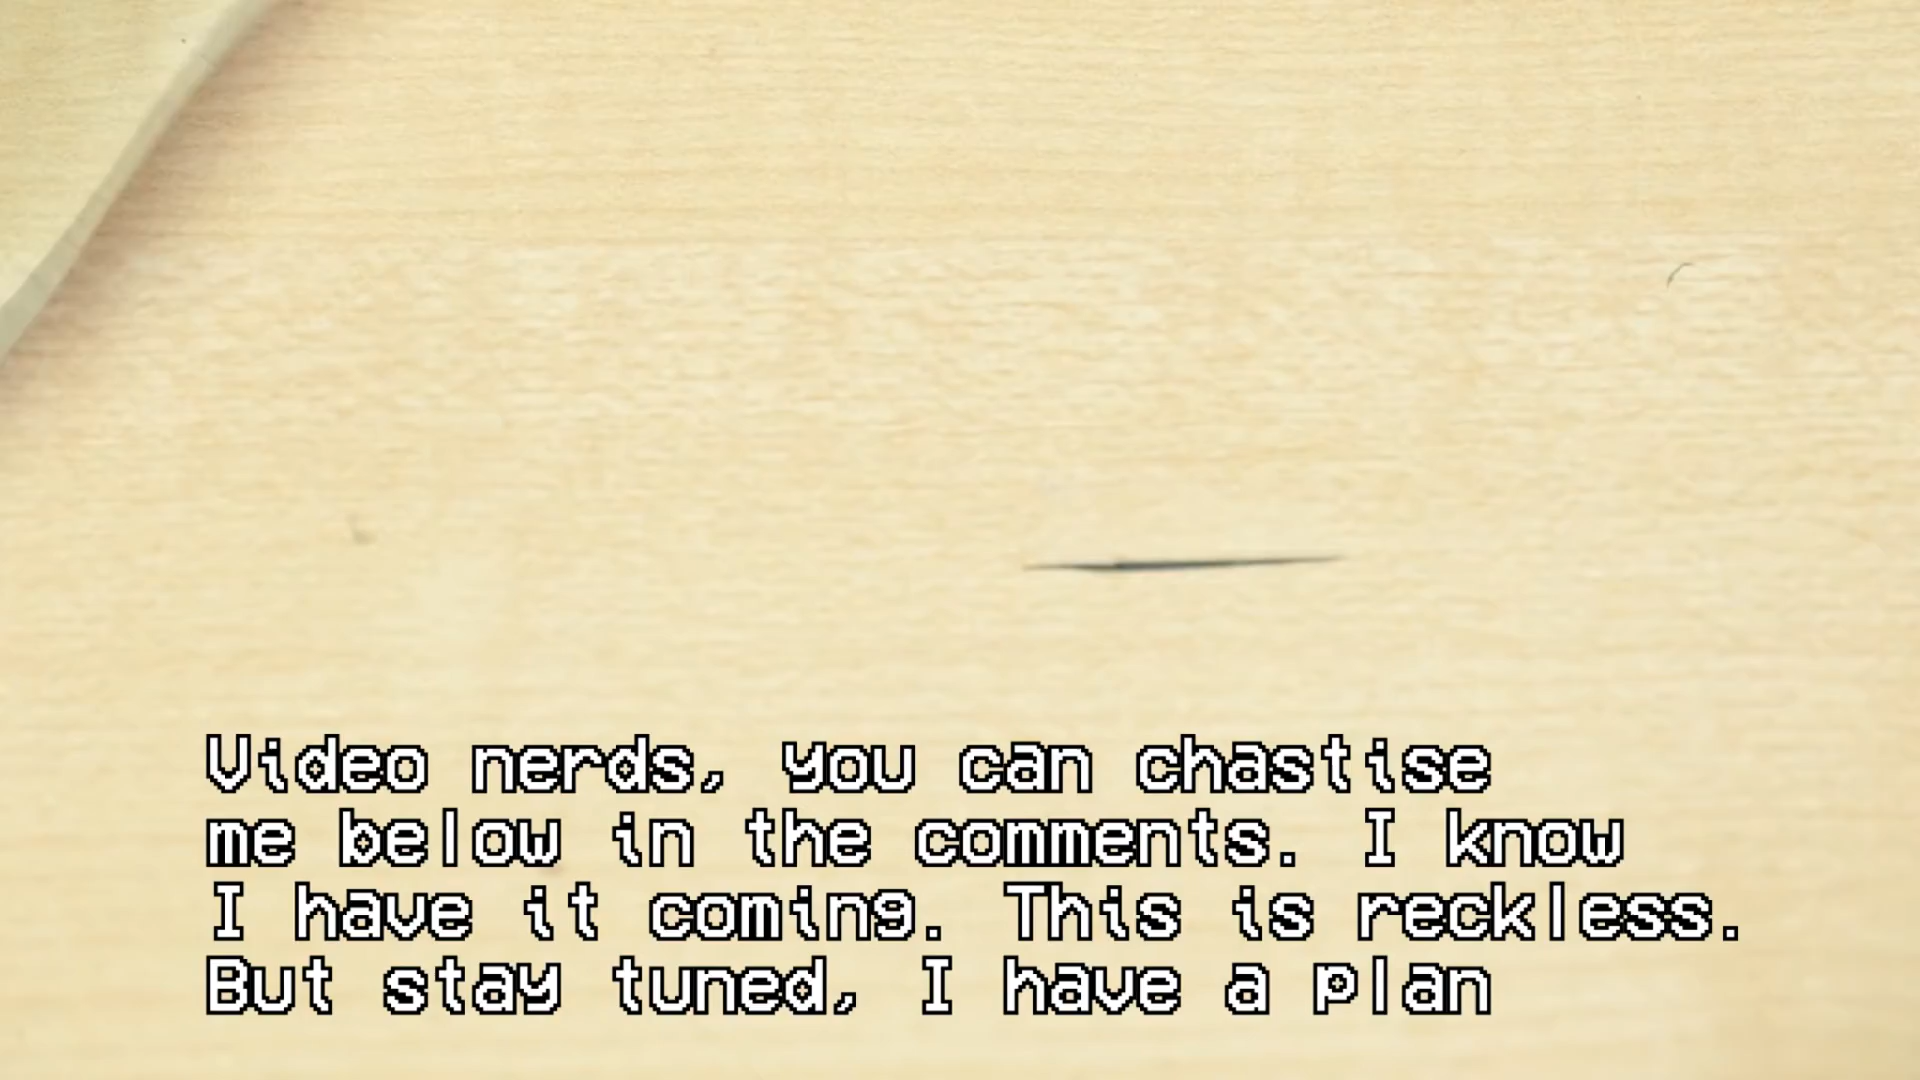 Video nerds, you can chastise
me below in the comments. I know
I have it coming. This is reckless.
But stay tuned, I have a plan